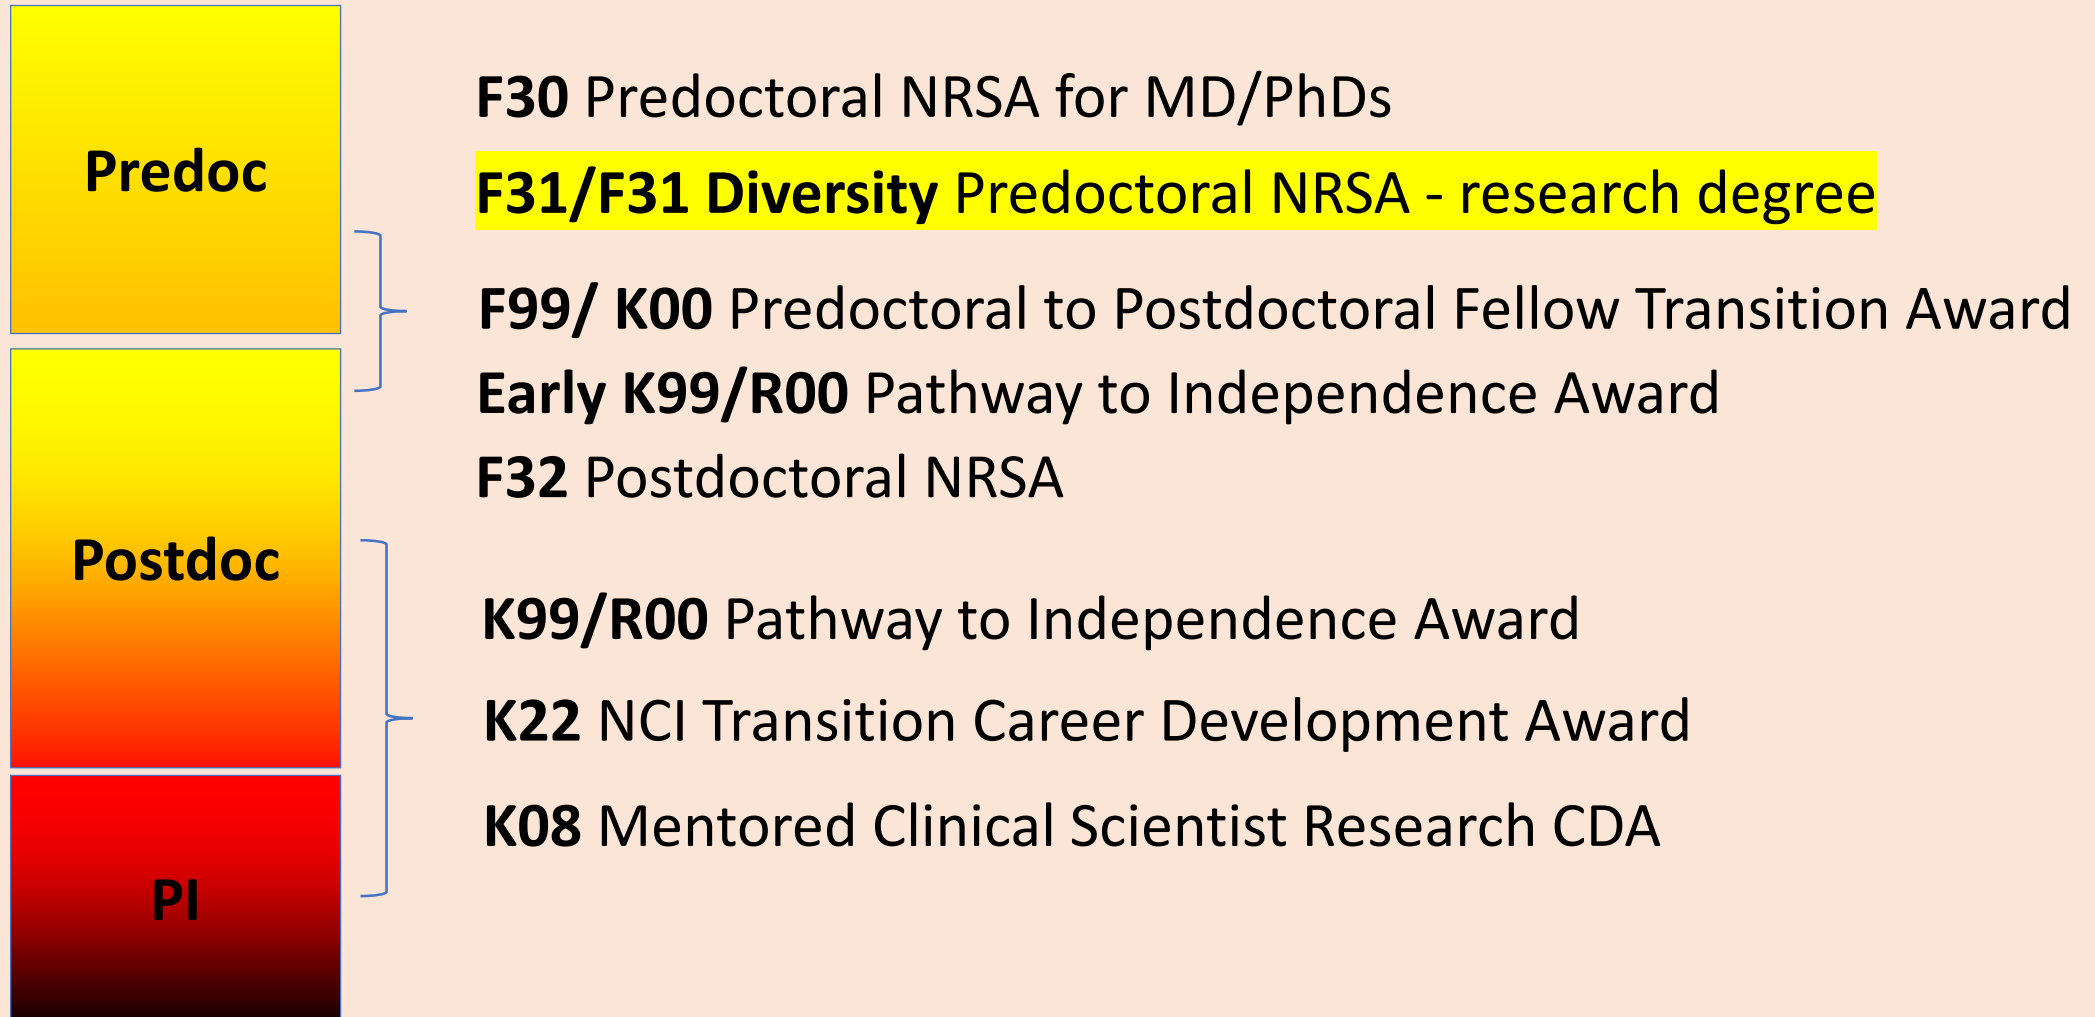 Predoc
F30 Predoctoral NRSA for MD/PhDs
F31/F31 Diversity Predoctoral NRSA - research degree
F99/ K00 Predoctoral to Postdoctoral Fellow Transition Award
Early K99/R00 Pathway to Independence Award
F32 Postdoctoral NRSA
Postdoc
K99/R00 Pathway to Independence Award
K22 NCI Transition Career Development Award
K08 Mentored Clinical Scientist Research CDA
PI